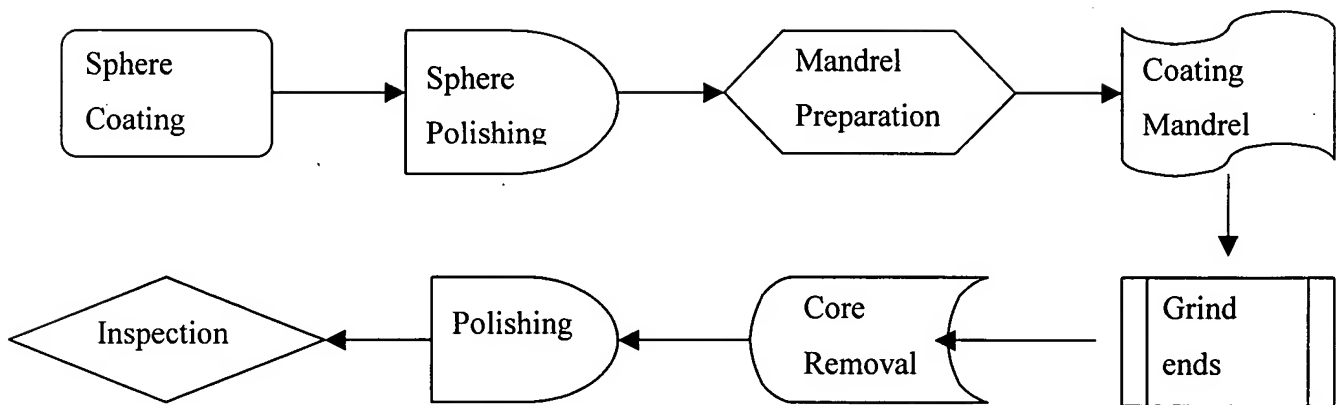 Sphere
Coating
Sphere
Polishing
Mandrel
Preparation
Coating
Mandrel
Grind
ends
Core
Removal
Polishing
Inspection